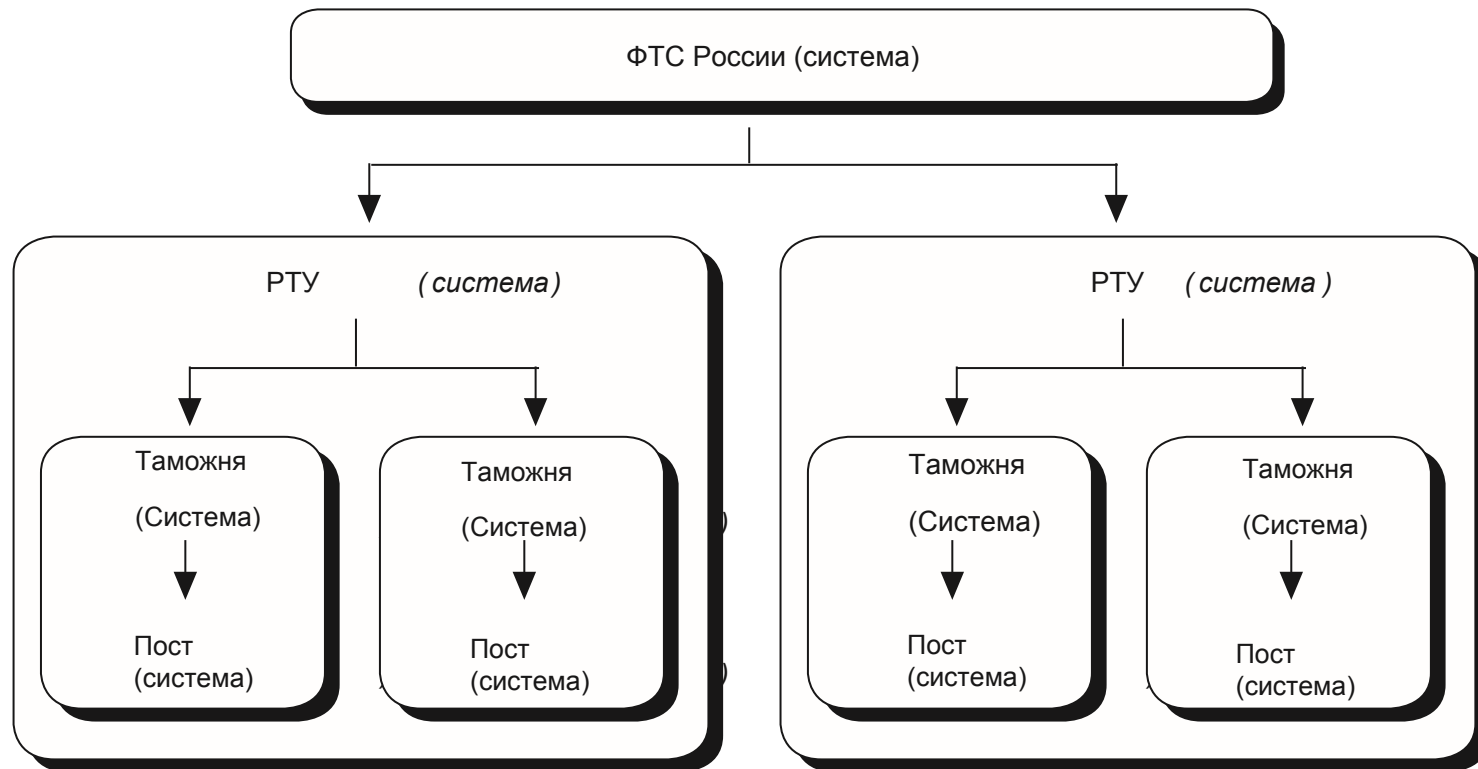 ФТС России (система)
РТУ (система)
РТУ (система )
Таможня
(Система)
Пост
(система)
Таможня
(Система)
Пост
(система)
Таможня
(Система)
Пост
(система)
Таможня
(Система)
Пост
(система)